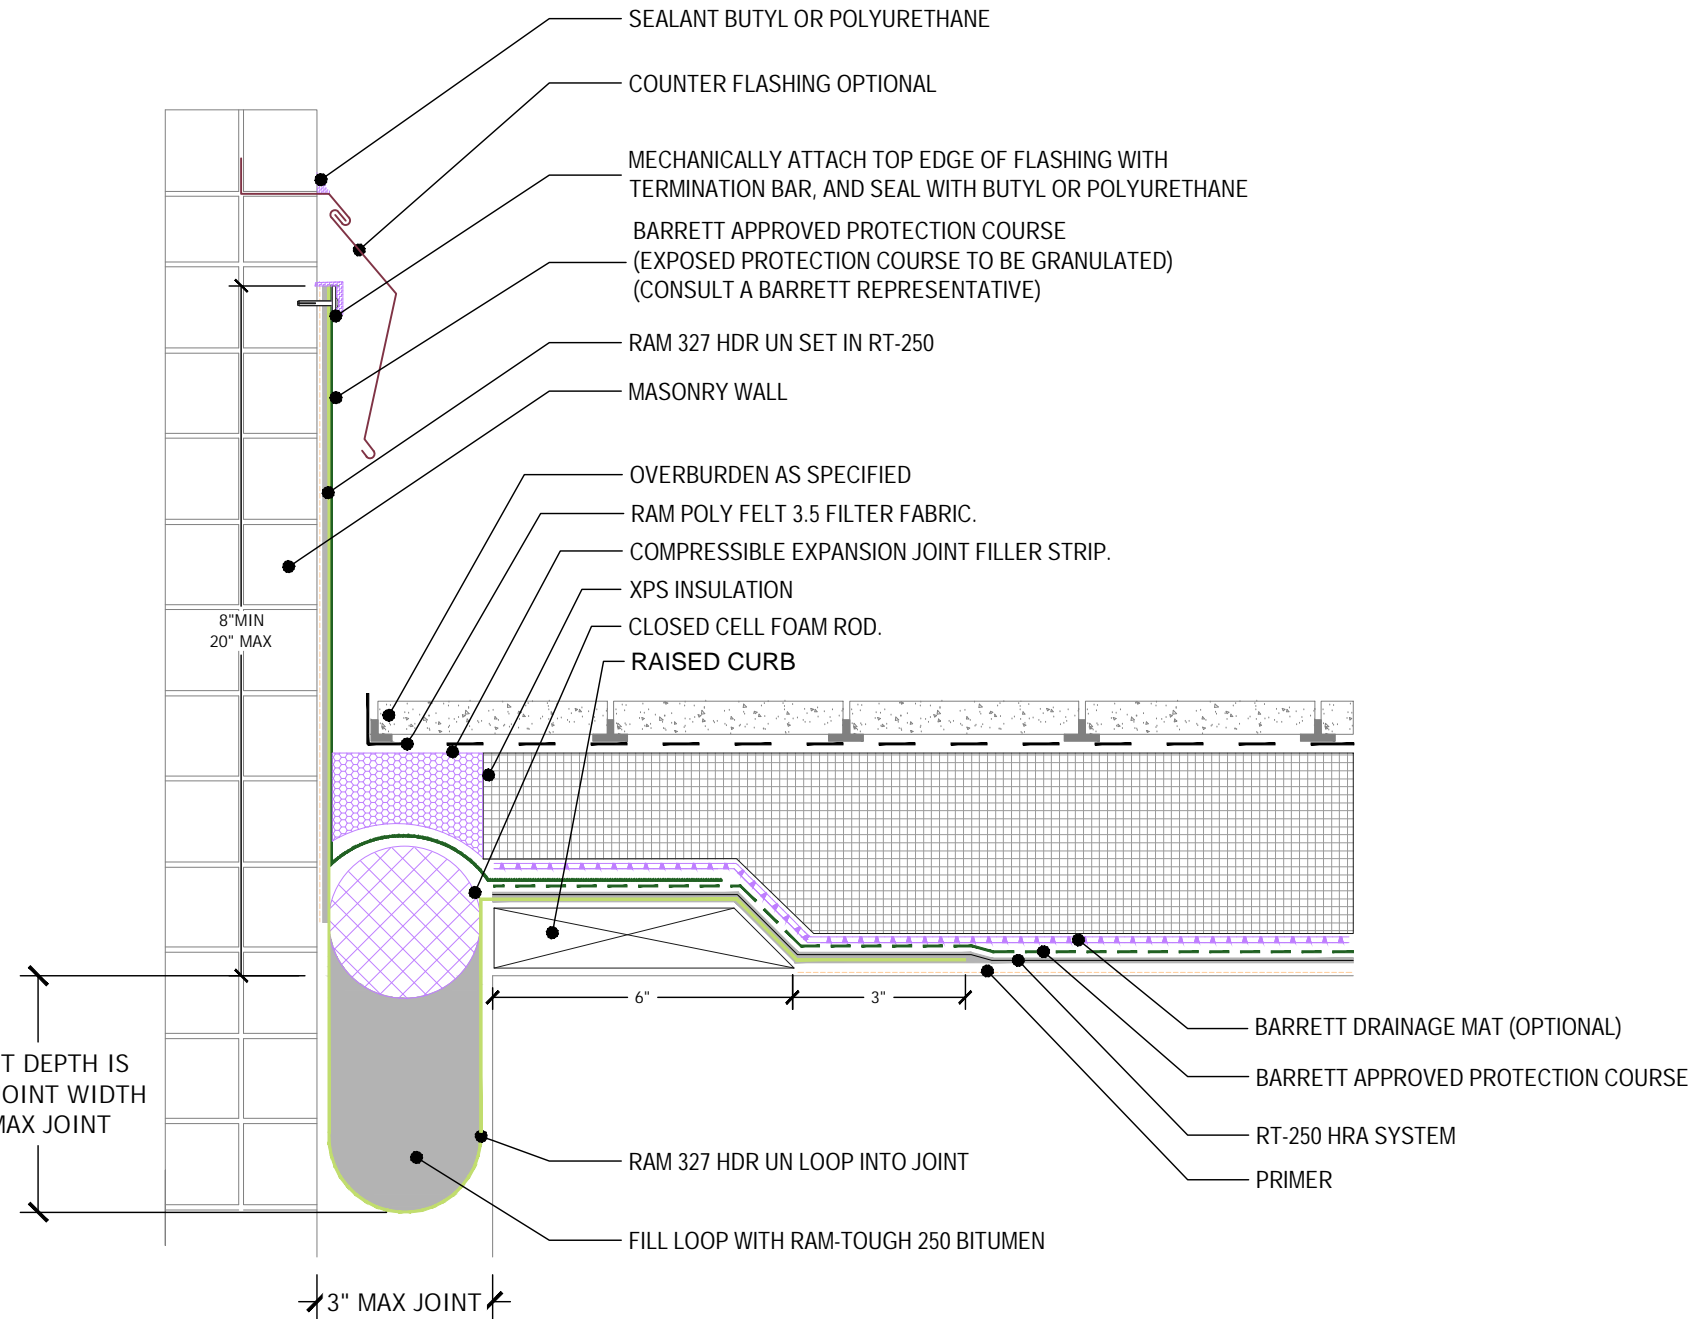 SEALANT BUTYL OR POLYURETHANE
COUNTER FLASHING OPTIONAL
MECHANICALLY ATTACH TOP EDGE OF FLASHING WITH
TERMINATION BAR, AND SEAL WITH BUTYL OR POLYURETHANE
BARRETT APPROVED PROTECTION COURSE
(EXPOSED PROTECTION COURSE TO BE GRANULATED)
(CONSULT A BARRETT REPRESENTATIVE)
RAM 327 HDR UN SET IN RT-250
MASONRY WALL
OVERBURDEN AS SPECIFIED
RAM POLY FELT 3.5 FILTER FABRIC.
COMPRESSIBLE EXPANSION JOINT FILLER STRIP.
XPS INSULATION
CLOSED CELL FOAM ROD.
RAISED CURB
8"MIN
20" MAX
6"
3"
T DEPTH IS
OINT WIDTH
MAX JOINT
BARRETT DRAINAGE MAT (OPTIONAL)
BARRETT APPROVED PROTECTION COURSE
RT-250 HRA SYSTEM
PRIMER
RAM 327 HDR UN LOOP INTO JOINT
FILL LOOP WITH RAM-TOUGH 250 BITUMEN
3" MAX JOINT